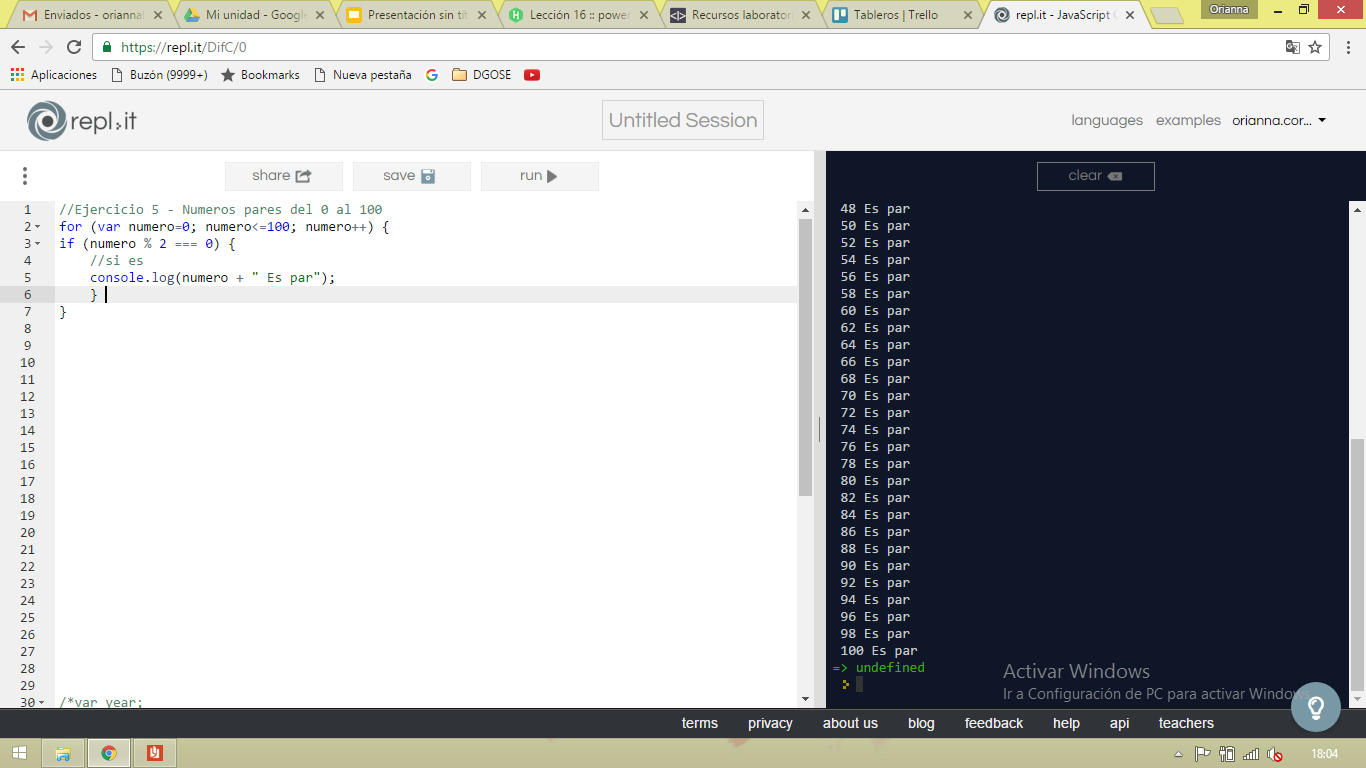 Enviados - orianna
Mi unidad - Google
Presentación sin tít
Lección 16 :: power
Recursos laboratori
Tableros | Trello
repl.it - JavaScript C
Orianna
https://repl.it/DifC/0
Aplicaciones
Buzón (9999+)
Bookmarks
Nueva pestaña
DGOSE
repl.it
Untitled Session
languages
examples
orianna.cor...
share
save
run
clear
1 //Ejercicio 5 - Numeros pares del 0 al 100
2 for (var numero=0; numero<=100; numero++) {
3 if (numero % 2 === 0) {
4     //si es
5     console.log(numero + " Es par");
6     }
7 }
8
9
10
11
12
13
14
15
16
17
18
19
20
21
22
23
24
25
26
27
28
29
30 /*var year;
48 Es par
50 Es par
52 Es par
54 Es par
56 Es par
58 Es par
60 Es par
62 Es par
64 Es par
66 Es par
68 Es par
70 Es par
72 Es par
74 Es par
76 Es par
78 Es par
80 Es par
82 Es par
84 Es par
86 Es par
88 Es par
90 Es par
92 Es par
94 Es par
96 Es par
98 Es par
100 Es par
=> undefined
Activar Windows
Ir a Configuración de PC para activar Windows.
terms
privacy
about us
blog
feedback
help
api
teachers
18:04